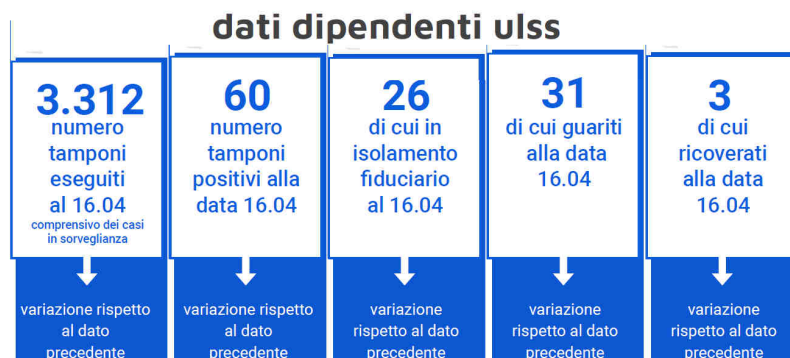 dati dipendenti ulss
3.312
numero
tamponi
eseguiti
al 16.04
comprensivo dei casi
in sorveglianza
variazione rispetto
al dato
precedente
60
numero
tamponi
positivi alla
data 16.04
variazione rispetto
al dato
precedente
26
di cui in
isolamento
fiduciario
al 16.04
variazione
rispetto al dato
precedente
31
di cui guariti
alla data
16.04
variazione
rispetto al dato
precedente
3
di cui
ricoverati
alla data
16.04
variazione
rispetto al dato
precedente